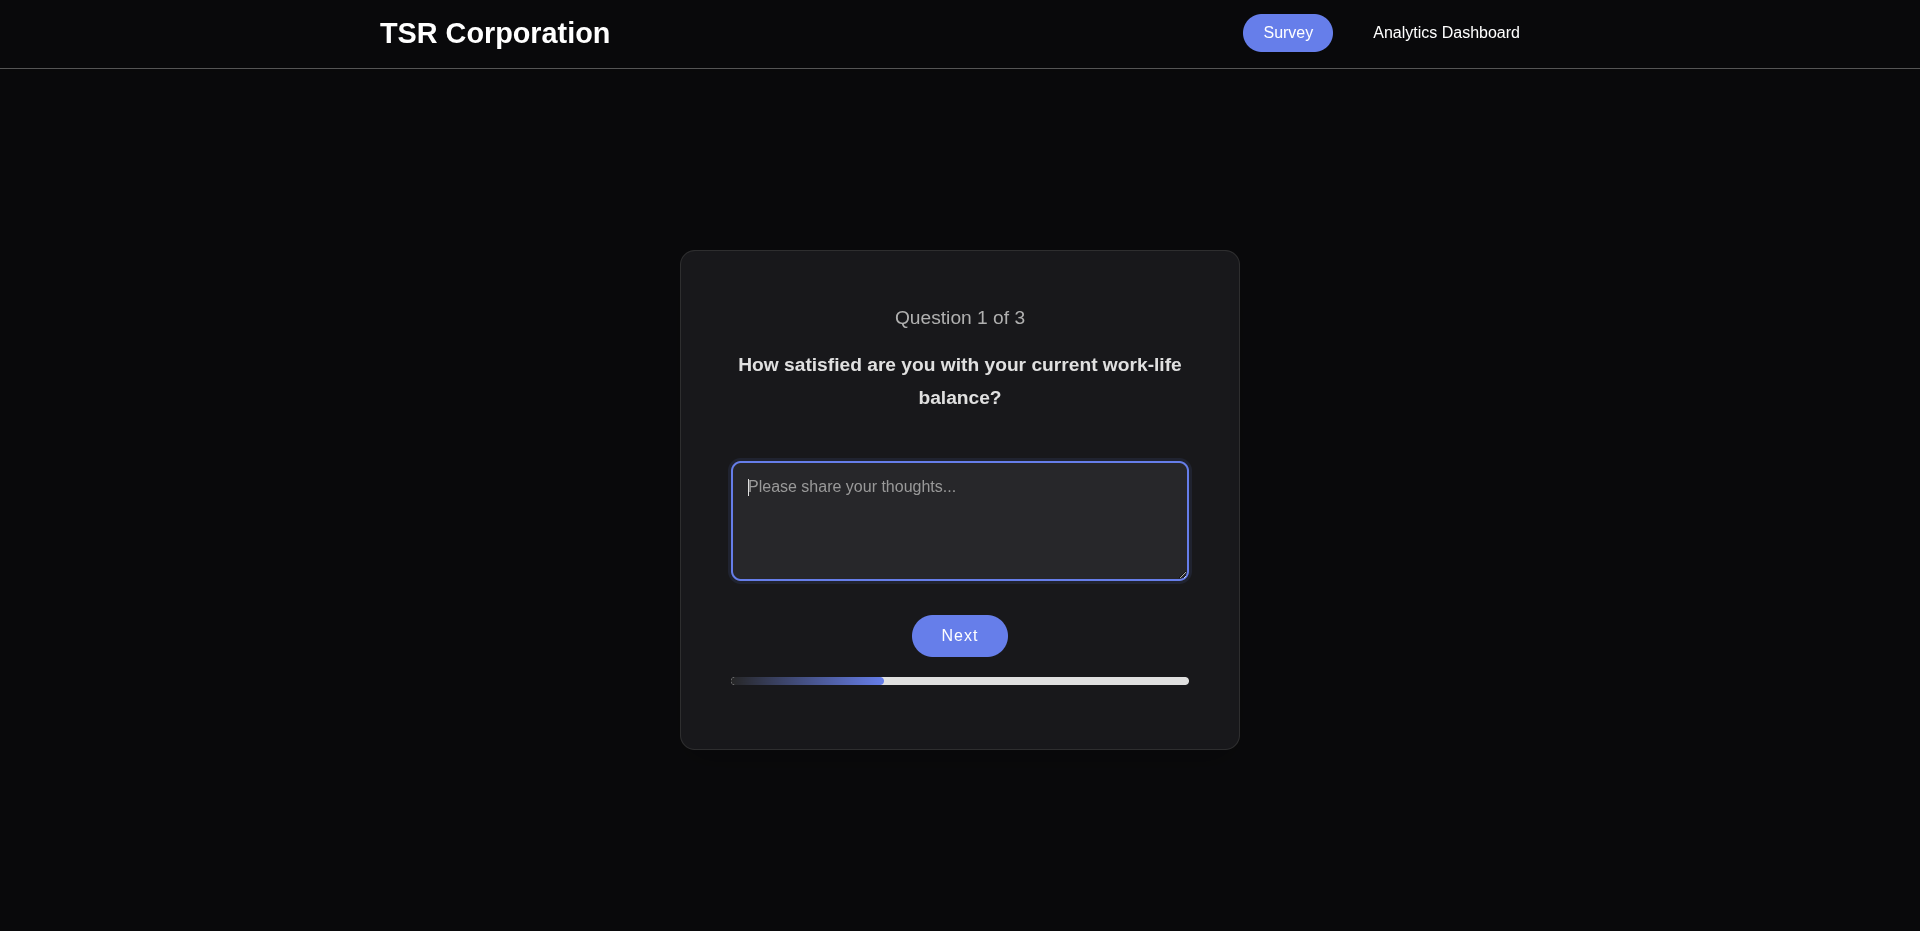 TSR Corporation
Survey
Analytics Dashboard
Question 1 of 3
How satisfied are you with your current work-life
balance?
Please share your thoughts...
Next